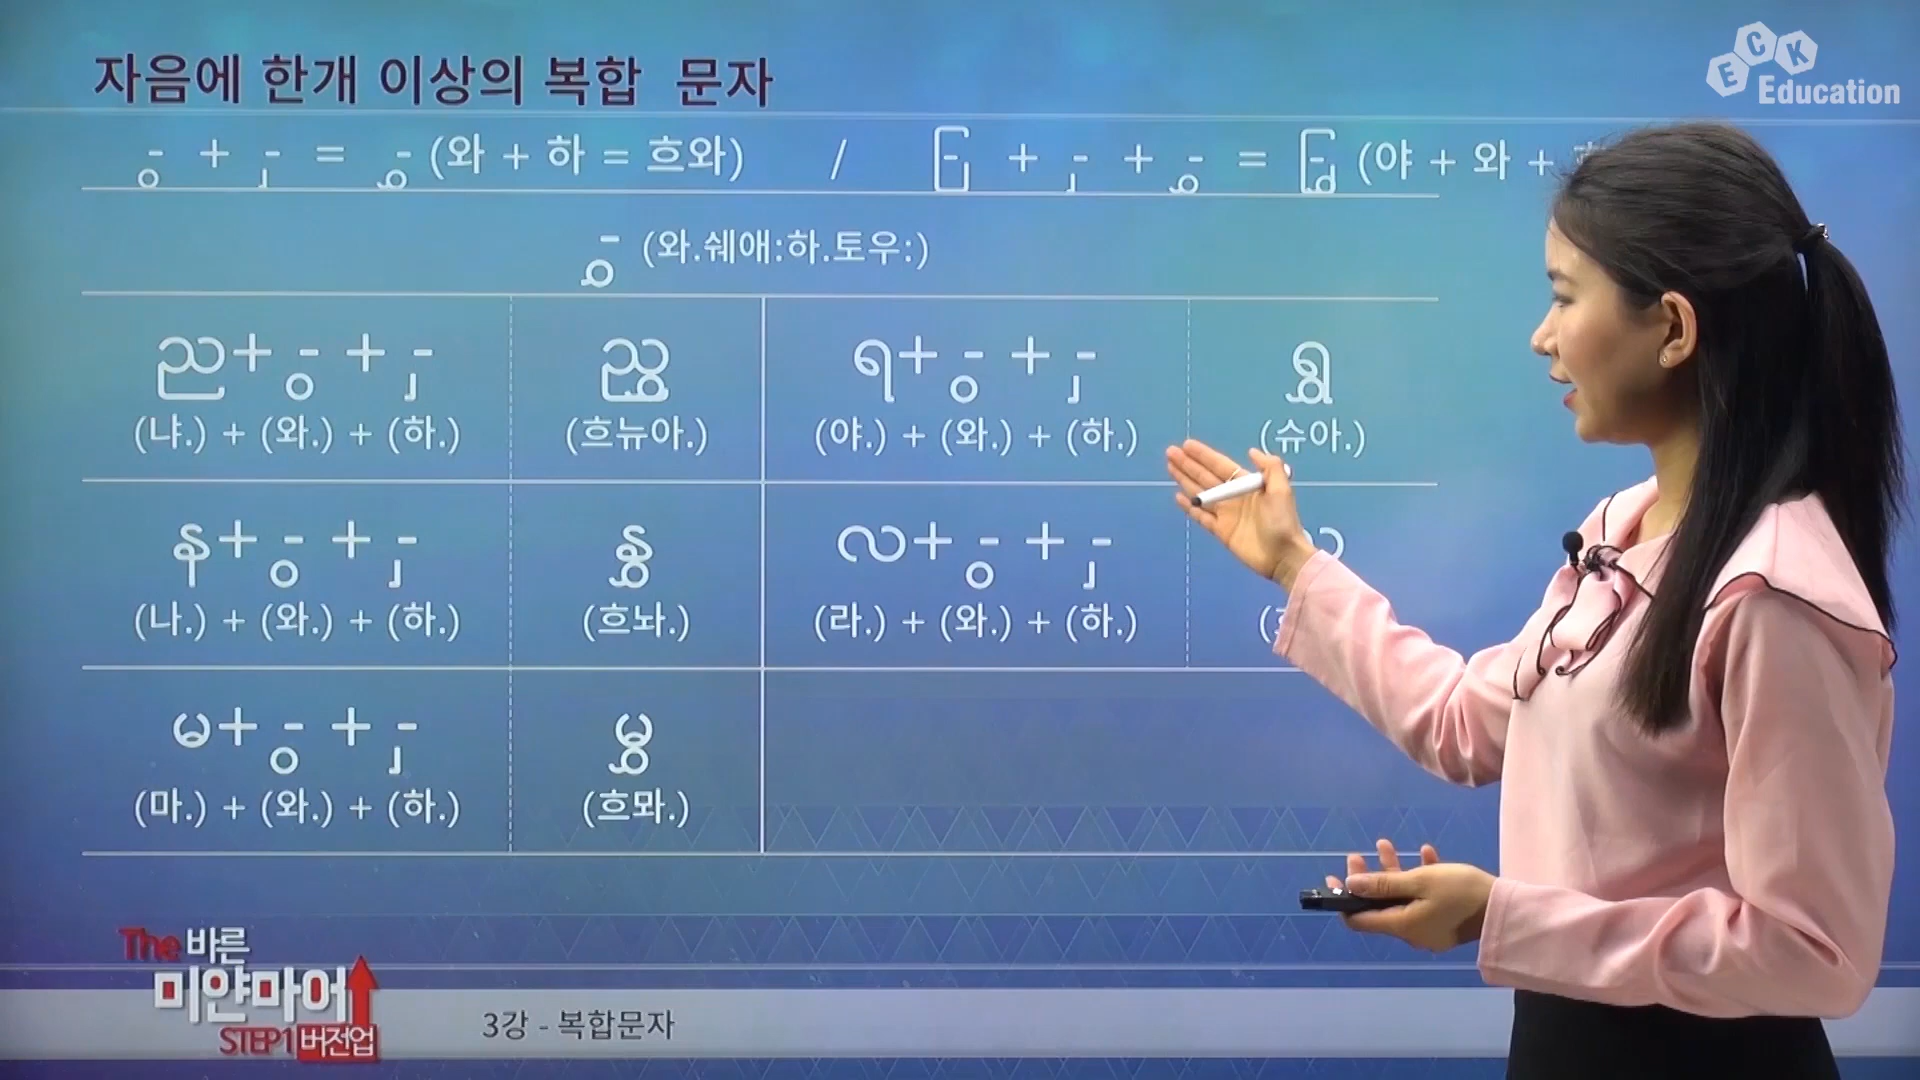 ECK
Education
자음에 한개 이상의 복합 문자
-ွ + -ှ = -ွှ (와 + 하 = 흐와) / ြ- + -ှ + -ွ = ြ-ွှ (야 + 와 +
-ွှ (와.쉐애:하.토우:)
ည + -ွ + -ှ ညွှ ရ + -ွ + -ှ ရွှ
(냐.) + (와.) + (하.) (흐뉴아.) (야.) + (와.) + (하.) (슈아.)
န + -ွ + -ှ နွှ လ + -ွ + -ှ
(나.) + (와.) + (하.) (흐놔.) (라.) + (와.) + (하.)
မ + -ွ + -ှ မွှ
(마.) + (와.) + (하.) (흐뫄.)
The 바른
미얀마어
STEP1 버전업
3강 - 복합문자